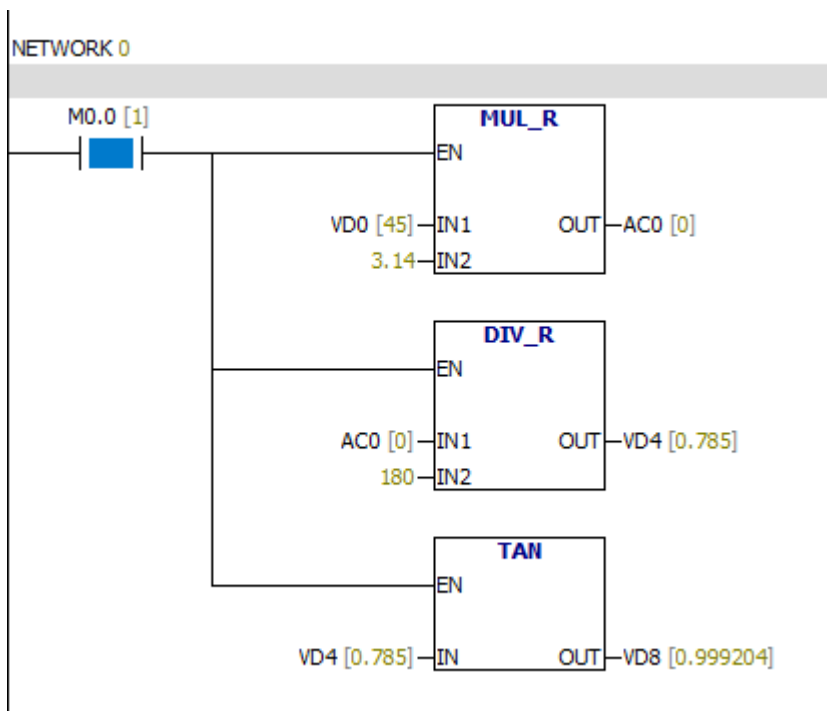 NETWORK 0
M0.0 [1]
MUL_R
EN
VD0 [45] IN1 OUT AC0 [0]
3.14 IN2
DIV_R
EN
AC0 [0] IN1 OUT VD4 [0.785]
180 IN2
TAN
EN
VD4 [0.785] IN OUT VD8 [0.999204]